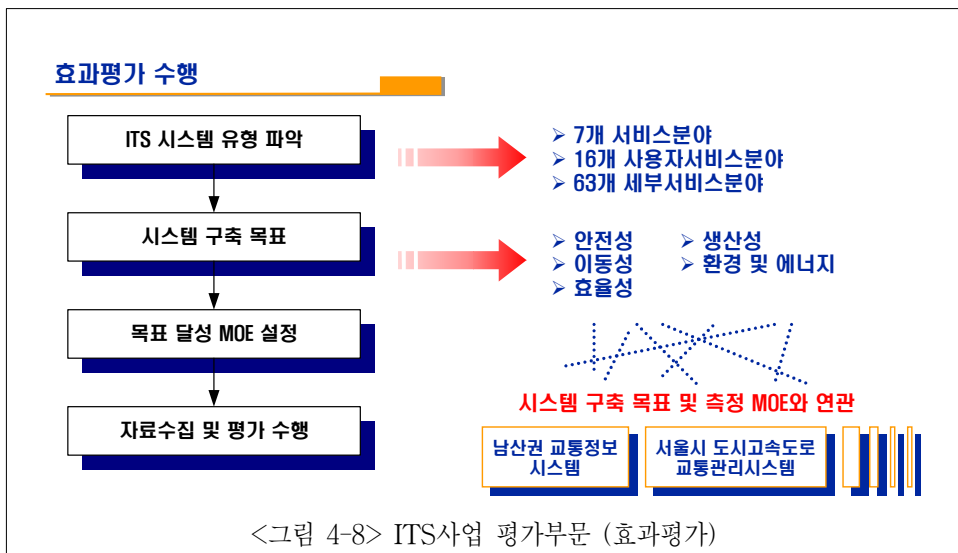 효과평가 수행
ITS 시스템 유형 파악
➢ 7개 서비스분야
➢ 16개 사용자서비스분야
➢ 63개 세부서비스분야
시스템 구축 목표
➢ 안전성
➢ 이동성
➢ 효율성
➢ 생산성
➢ 환경 및 에너지
목표 달성 MOE 설정
자료수집 및 평가 수행
시스템 구축 목표 및 측정 MOE와 연관
남산권 교통정보
시스템
서울시 도시고속도로
교통관리시스템
<그림 4-8> ITS사업 평가부문 (효과평가)